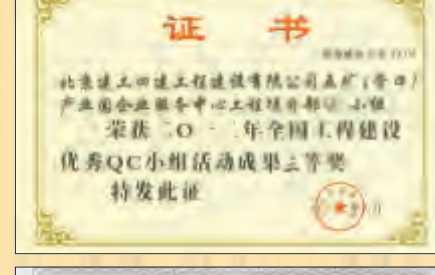 证 书
北京建工四建工程建设有限公司五矿(营口)
产业园企业服务中心工程项目部 小组
荣获二O一二年全国工程建设
优秀QC小组活动成果三等奖
特发此证